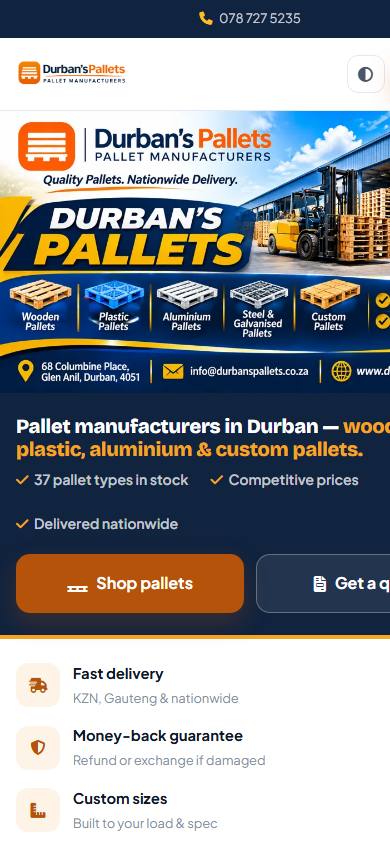 078 727 5235
Durban's Pallets
PALLET MANUFACTURERS
Durban's Pallets
PALLET MANUFACTURERS
Quality Pallets. Nationwide Delivery.
DURBAN'S
PALLETS
Wooden Pallets
Plastic Pallets
Aluminium Pallets
Steel & Galvanised Pallets
Custom Pallets
68 Columbine Place,
Glen Anil, Durban, 4051
info@durbanspallets.co.za
www.d
Pallet manufacturers in Durban — wood
plastic, aluminium & custom pallets.
37 pallet types in stock
Competitive prices
Delivered nationwide
Shop pallets
Get a q
Fast delivery
KZN, Gauteng & nationwide
Money-back guarantee
Refund or exchange if damaged
Custom sizes
Built to your load & spec